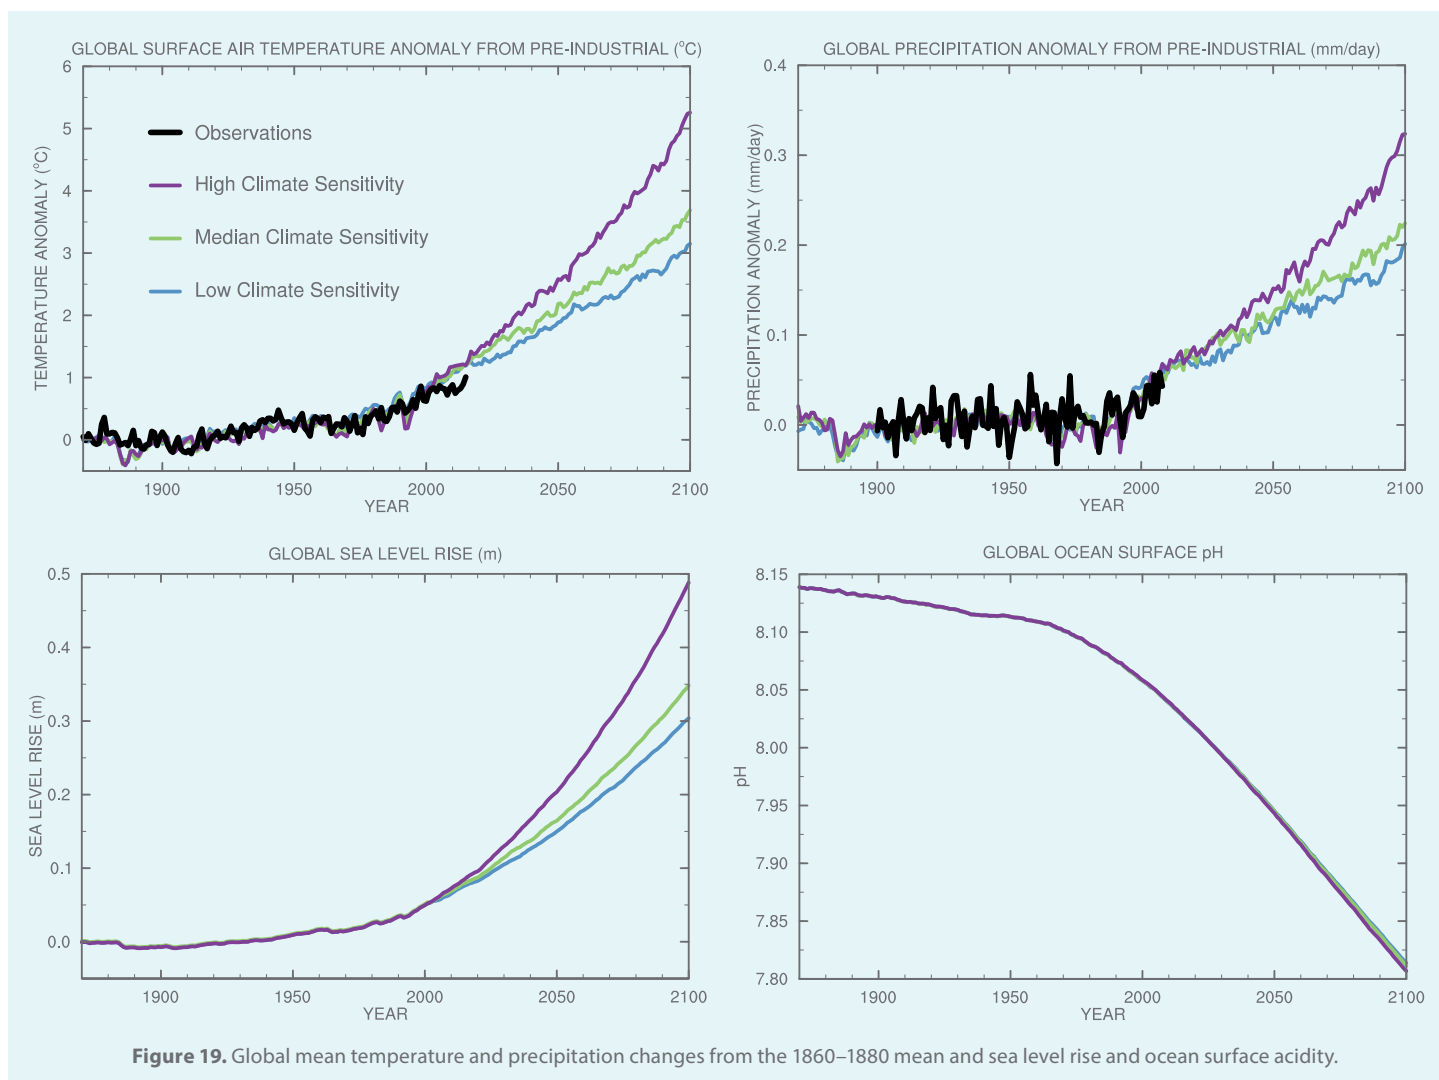 GLOBAL SURFACE AIR TEMPERATURE ANOMALY FROM PRE-INDUSTRIAL (°C)
6
5
4
3
2
1
0
TEMPERATURE ANOMALY (°C)
Observations
High Climate Sensitivity
Median Climate Sensitivity
Low Climate Sensitivity
1900 1950 2000 2050 2100
YEAR
GLOBAL PRECIPITATION ANOMALY FROM PRE-INDUSTRIAL (mm/day)
0.4
0.3
0.2
0.1
0.0
PRECIPITATION ANOMALY (mm/day)
1900 1950 2000 2050 2100
YEAR
GLOBAL SEA LEVEL RISE (m)
0.5
0.4
0.3
0.2
0.1
0.0
SEA LEVEL RISE (m)
1900 1950 2000 2050 2100
YEAR
GLOBAL OCEAN SURFACE pH
8.15
8.10
8.05
8.00
7.95
7.90
7.85
7.80
pH
1900 1950 2000 2050 2100
YEAR
Figure 19. Global mean temperature and precipitation changes from the 1860–1880 mean and sea level rise and ocean surface acidity.